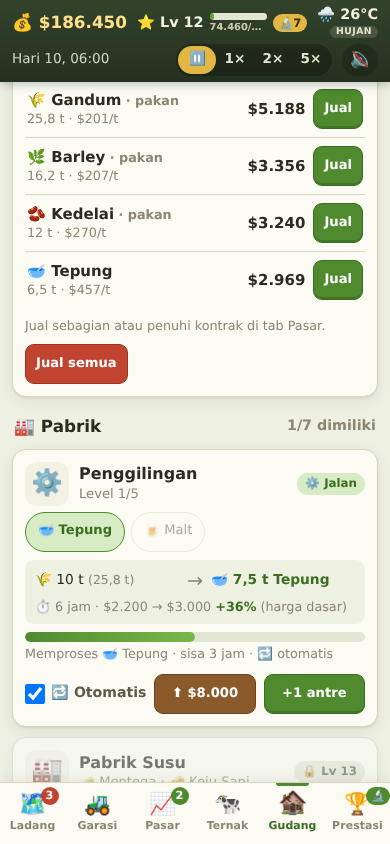 $186.450 Lv 12 74.460/... 7 26°C
HUJAN
Hari 10, 06:00 1× 2× 5×
Gandum · pakan
25,8 t · $201/t
$5.188 Jual
Barley · pakan
16,2 t · $207/t
$3.356 Jual
Kedelai · pakan
12 t · $270/t
$3.240 Jual
Tepung
6,5 t · $457/t
$2.969 Jual
Jual sebagian atau penuhi kontrak di tab Pasar.
Jual semua
Pabrik 1/7 dimiliki
Penggilingan
Level 1/5
Jalan
Tepung Malt
10 t (25,8 t) → 7,5 t Tepung
6 jam · $2.200 → $3.000 +36% (harga dasar)
Memproses Tepung · sisa 3 jam · otomatis
Otomatis ⬆ $8.000 +1 antre
Pabrik Susu
Mentega · Keju Sapi
Lv 13
3 2
Ladang Garasi Pasar Ternak Gudang Prestasi